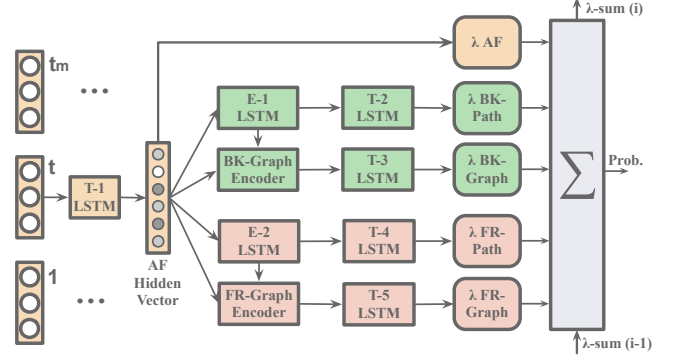 λ-sum (i)
tm
λ AF
E-1
LSTM
T-2
LSTM
λ BK-
Path
t
T-1
LSTM
BK-Graph
Encoder
T-3
LSTM
λ BK-
Graph
∑
Prob.
E-2
LSTM
T-4
LSTM
λ FR-
Path
AF
Hidden
Vector
1
FR-Graph
Encoder
T-5
LSTM
λ FR-
Graph
λ-sum (i-1)